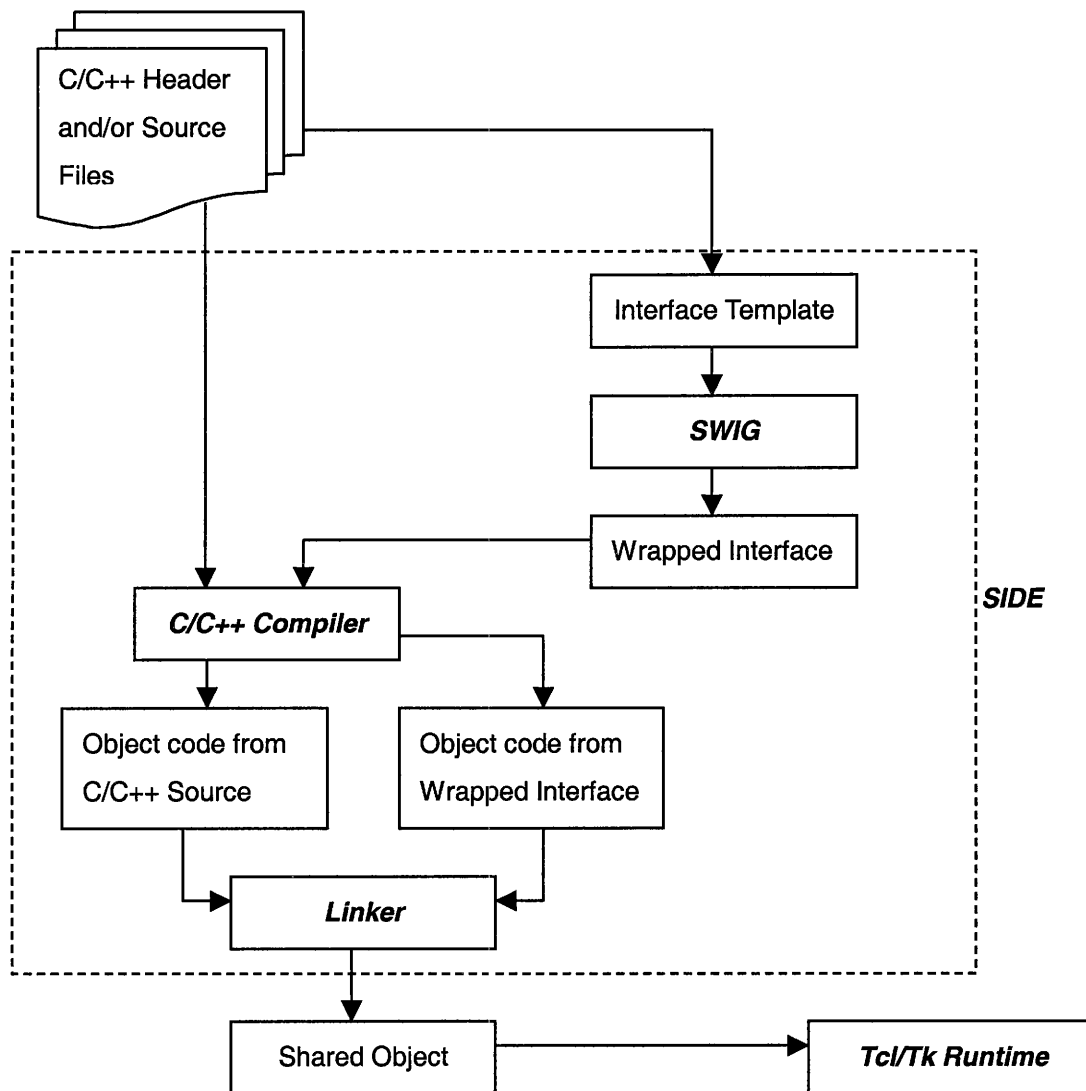 C/C++ Header
and/or Source
Files
Interface Template
SWIG
Wrapped Interface
SIDE
C/C++ Compiler
Object code from
C/C++ Source
Object code from
Wrapped Interface
Linker
Shared Object
Tcl/Tk Runtime